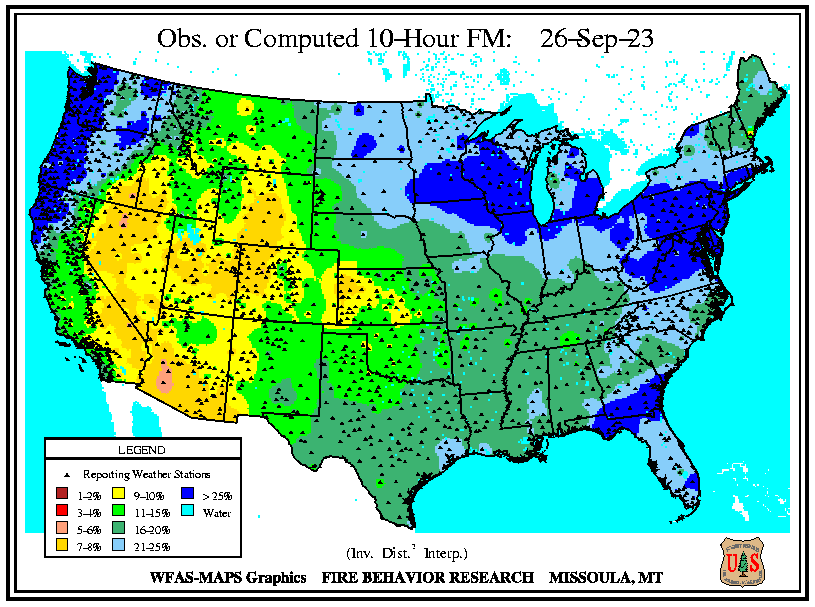 Obs. or Computed 10-Hour FM: 26-Sep-23
LEGEND
Reporting Weather Stations
1-2% 9-10% > 25%
3-4% 11-15% Water
5-6% 16-20%
7-8% 21-25%
(Inv. Dist.² Interp.)
WFAS-MAPS Graphics FIRE BEHAVIOR RESEARCH MISSOULA, MT
U S